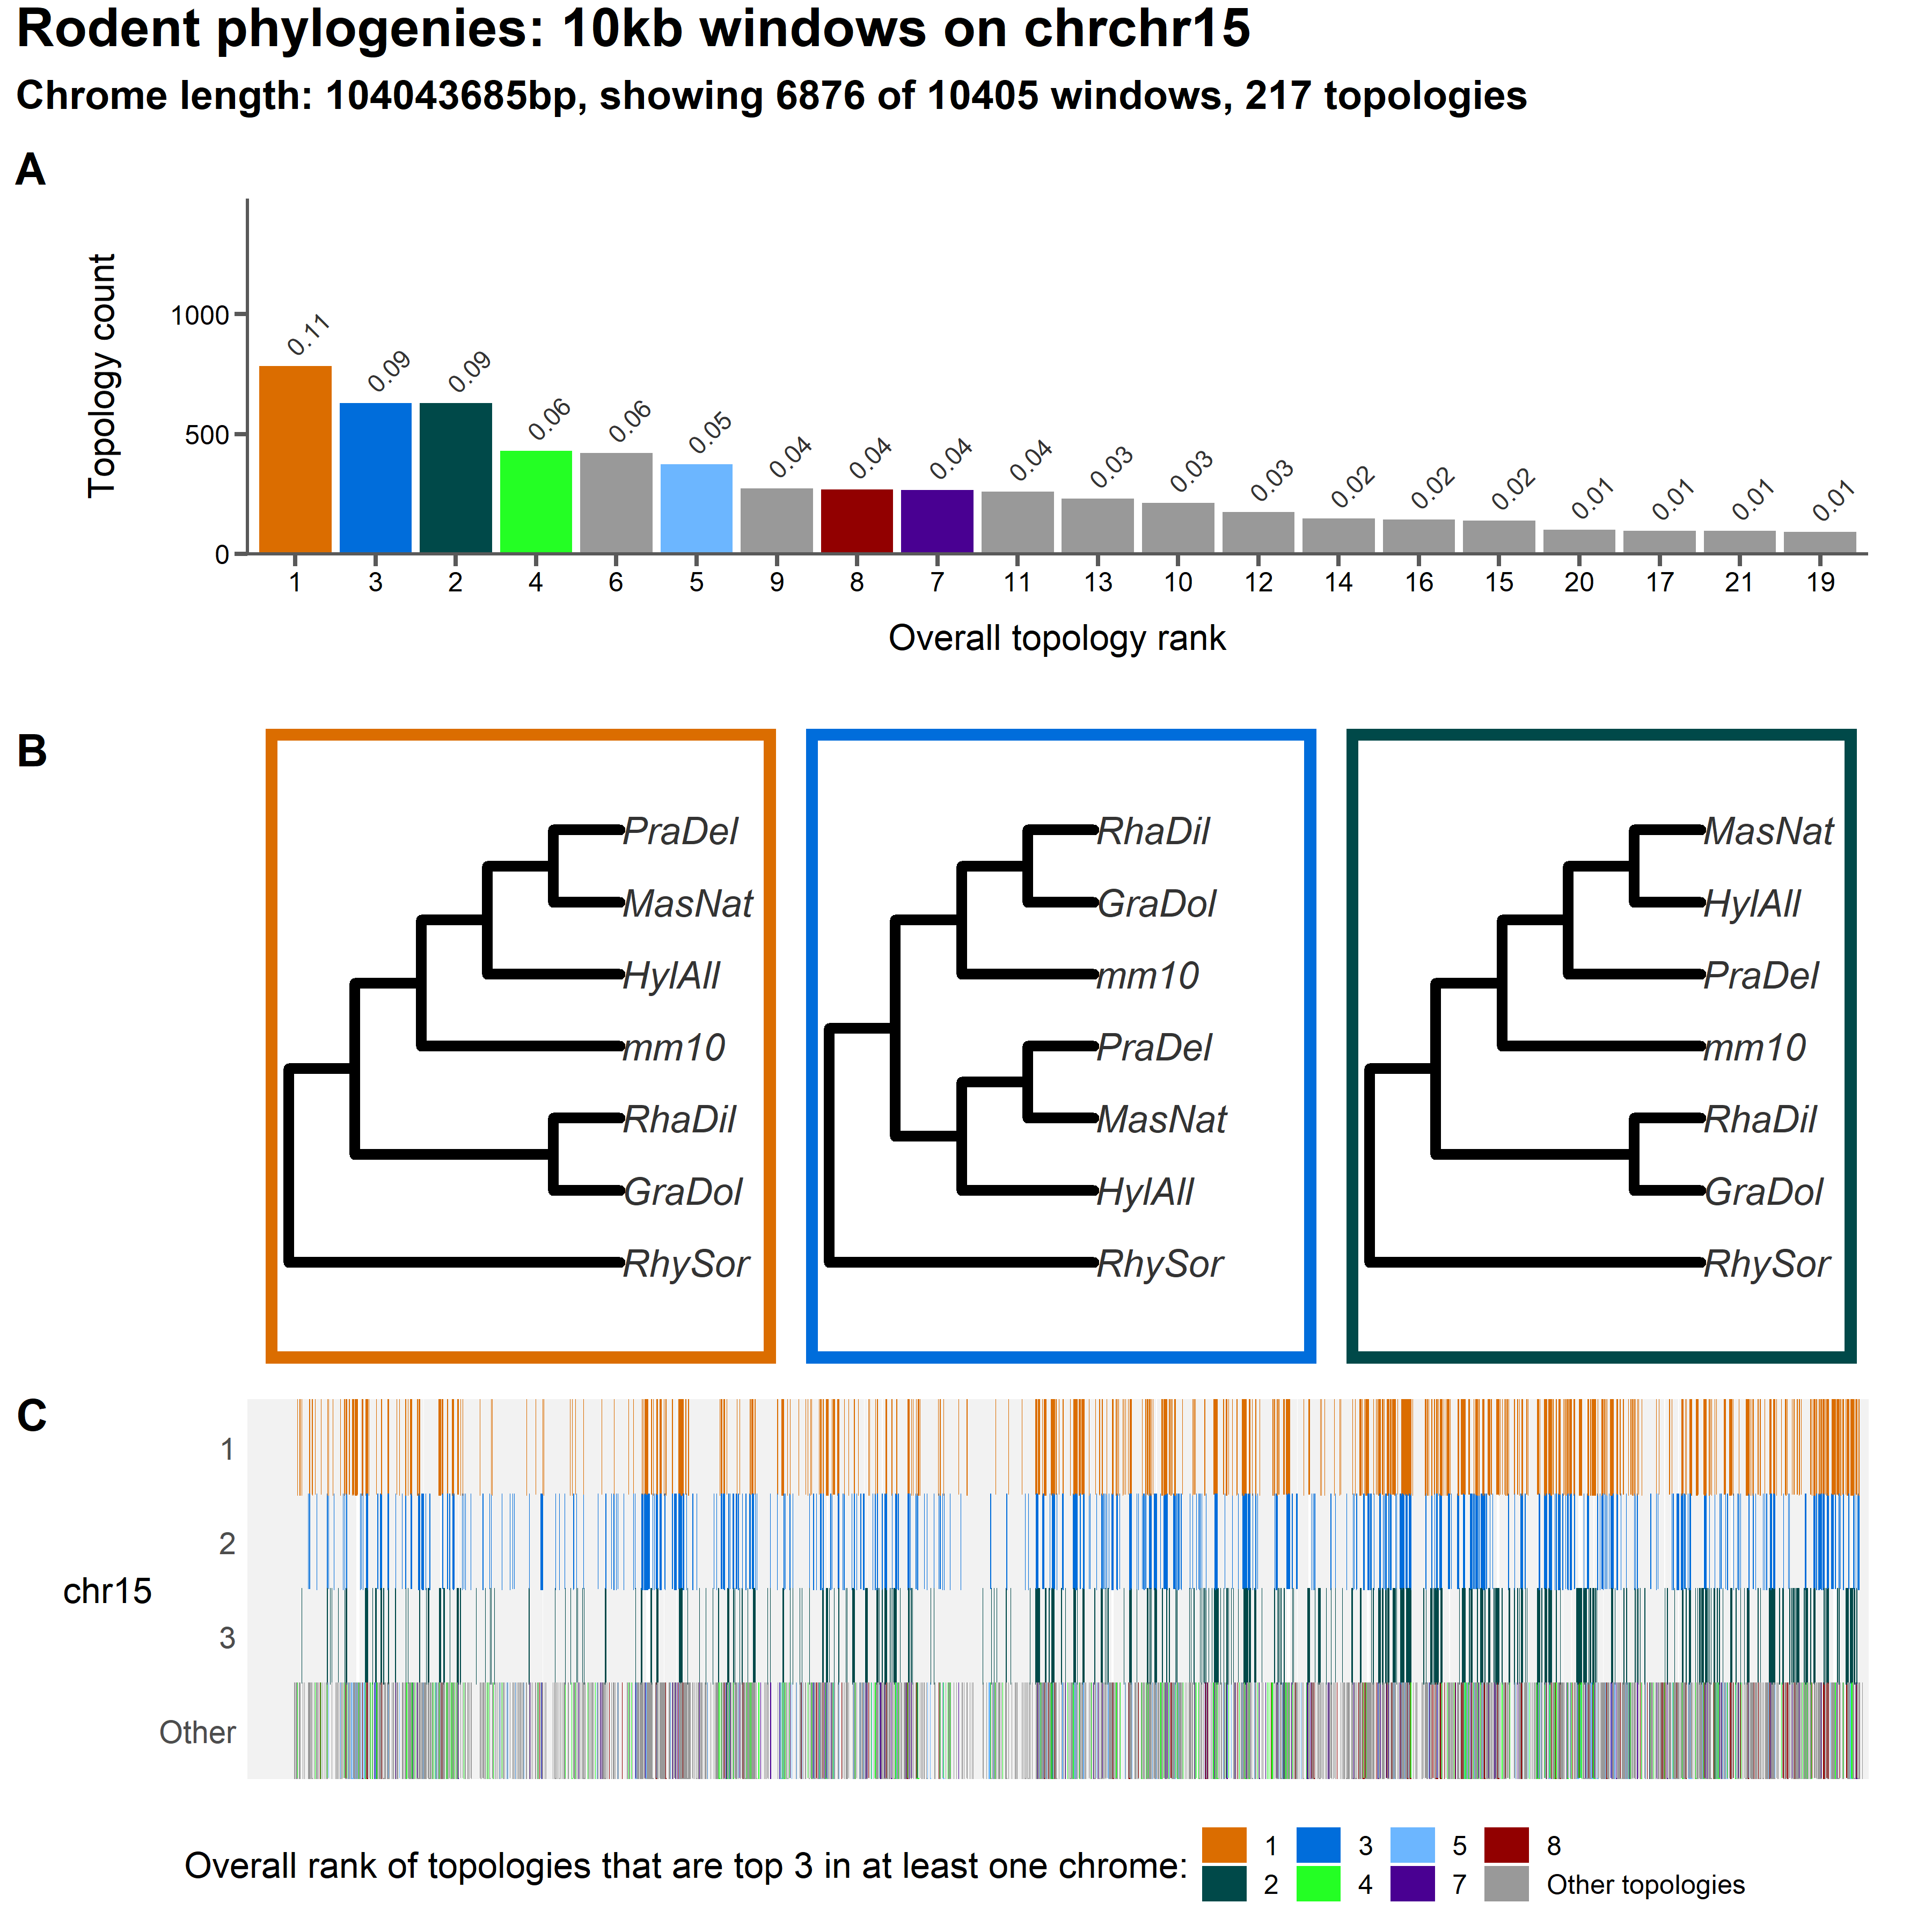 Rodent phylogenies: 10kb windows on chrchr15
Chrome length: 104043685bp, showing 6876 of 10405 windows, 217 topologies
A
Topology count
1000
500
0
0.11
0.09
0.09
0.06
0.06
0.05
0.04
0.04
0.04
0.04
0.03
0.03
0.03
0.02
0.02
0.02
0.01
0.01
0.01
0.01
1 3 2 4 6 5 9 8 7 11 13 10 12 14 16 15 20 17 21 19
Overall topology rank
B
PraDel
MasNat
HylAll
mm10
RhaDil
GraDol
RhySor
RhaDil
GraDol
mm10
PraDel
MasNat
HylAll
RhySor
MasNat
HylAll
PraDel
mm10
RhaDil
GraDol
RhySor
C
chr15
1
2
3
Other
Overall rank of topologies that are top 3 in at least one chrome:
1 3 5 8
2 4 7 Other topologies